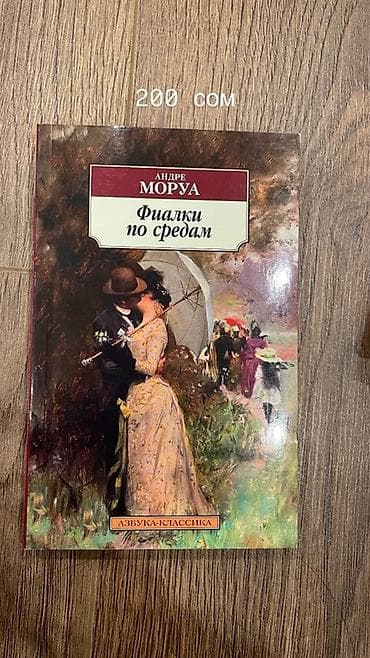 200 сом
АНДРЕ
МОРУА
Фиалки
по средам
АЗБУКА-КЛАССИКА